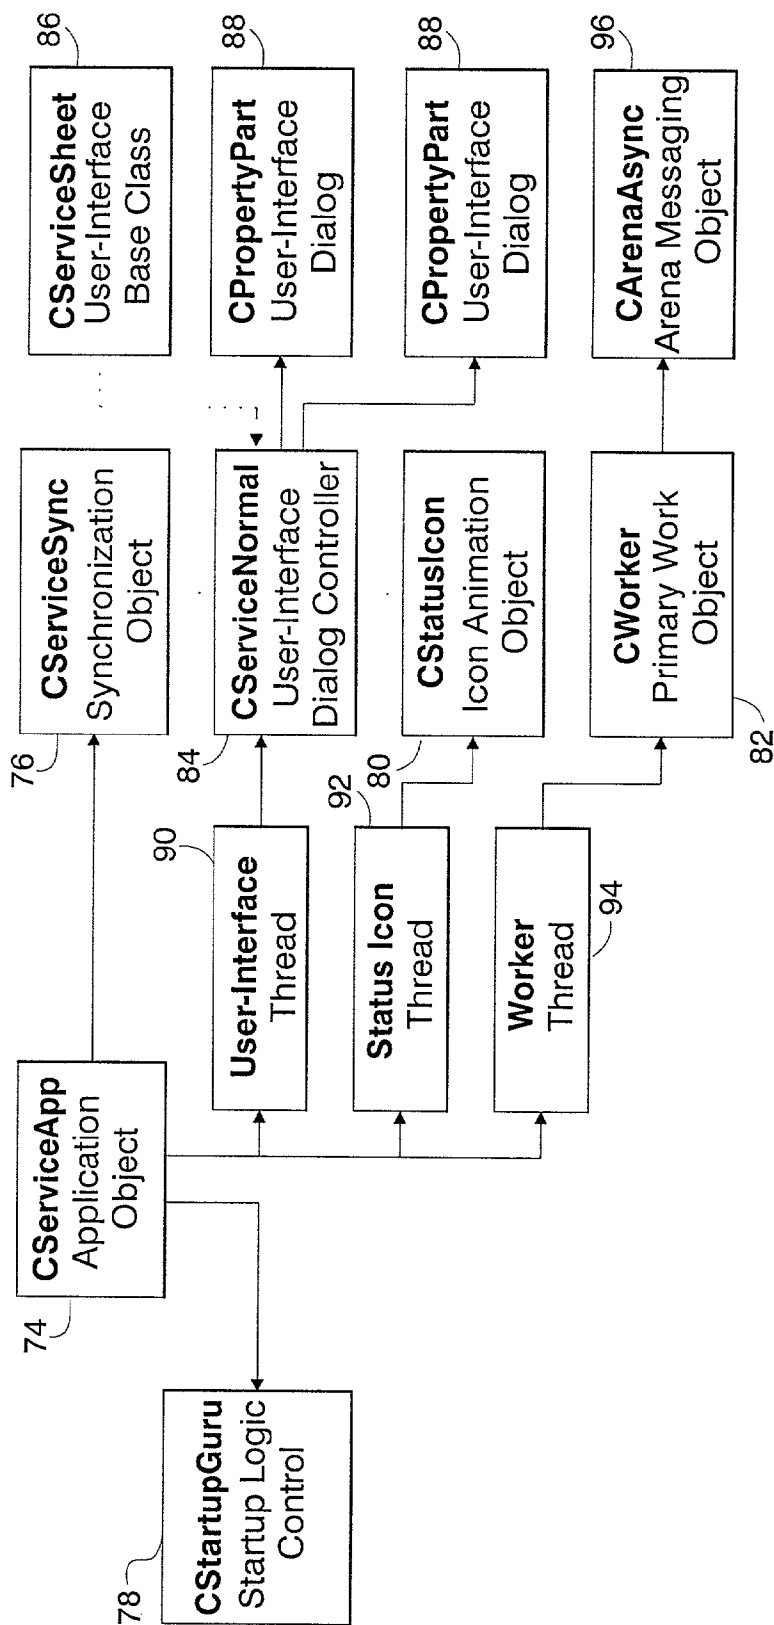 78
CStartupGuru
Startup Logic
Control
74
CServiceApp
Application
Object
76
CServiceSync
Synchronization
Object
86
CServiceSheet
User-Interface
Base Class
90
User-Interface
Thread
84
CServiceNormal
User-Interface
Dialog Controller
88
CPropertyPart
User-Interface
Dialog
92
Status Icon
Thread
80
CStatusIcon
Icon Animation
Object
88
CPropertyPart
User-Interface
Dialog
94
Worker
Thread
82
CWorker
Primary Work
Object
96
CArenaAsync
Arena Messaging
Object